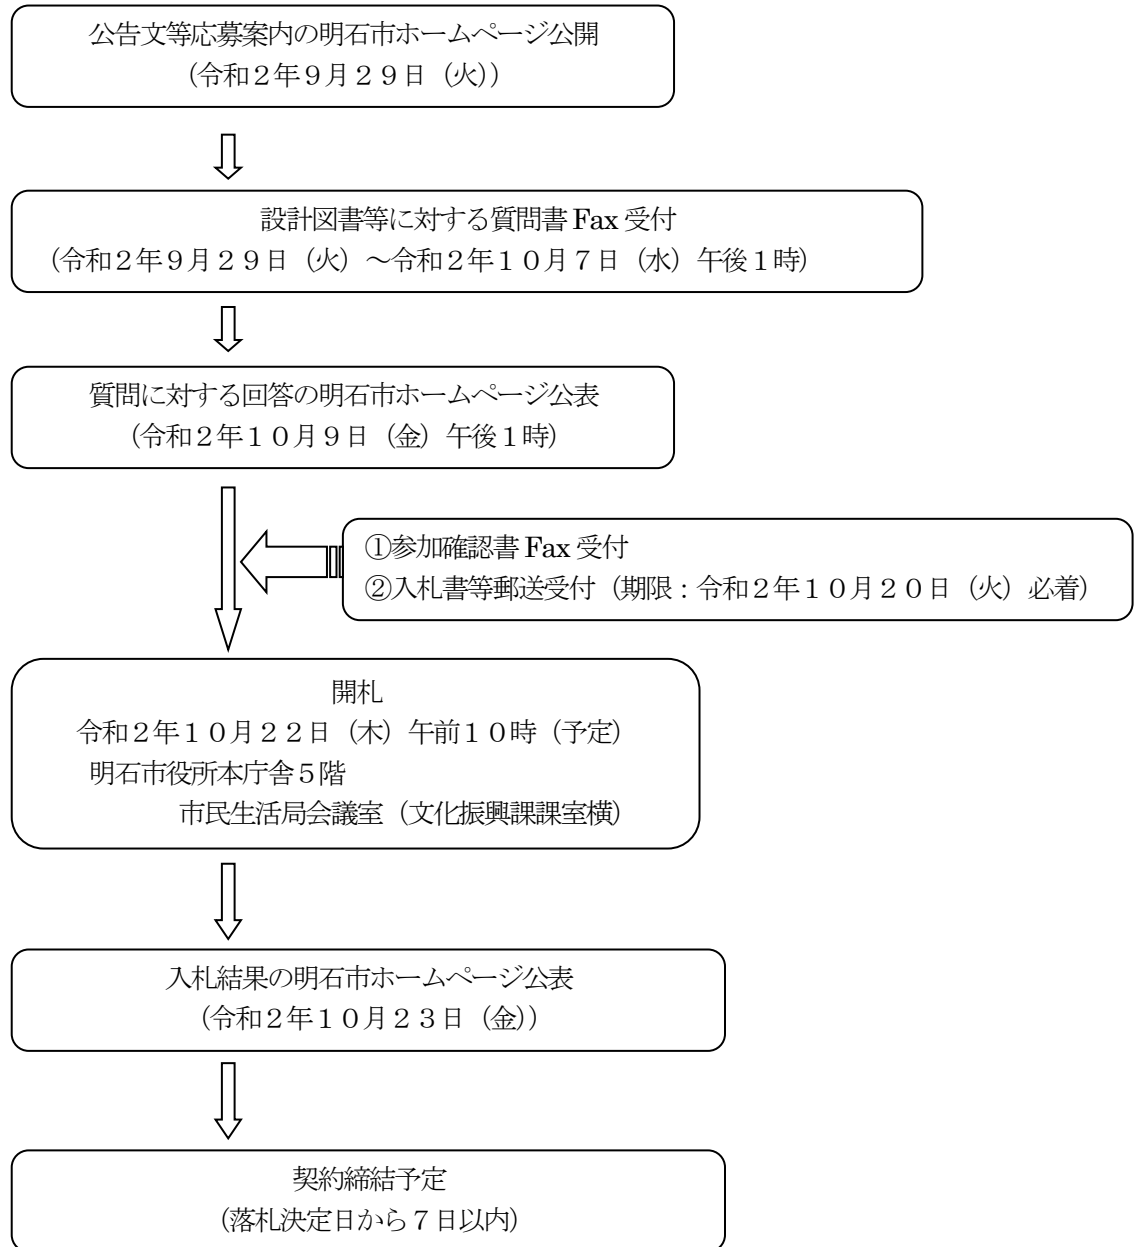 公告文等応募案内の明石市ホームページ公開
（令和２年９月２９日（火））
設計図書等に対する質問書 Fax 受付
（令和２年９月２９日（火）～令和２年１０月７日（水）午後１時）
質問に対する回答の明石市ホームページ公表
（令和２年１０月９日（金）午後１時）
①参加確認書 Fax 受付
②入札書等郵送受付（期限：令和２年１０月２０日（火）必着）
開札
令和２年１０月２２日（木）午前１０時（予定）
明石市役所本庁舎５階
市民生活局会議室（文化振興課課室横）
入札結果の明石市ホームページ公表
（令和２年１０月２３日（金））
契約締結予定
（落札決定日から７日以内）